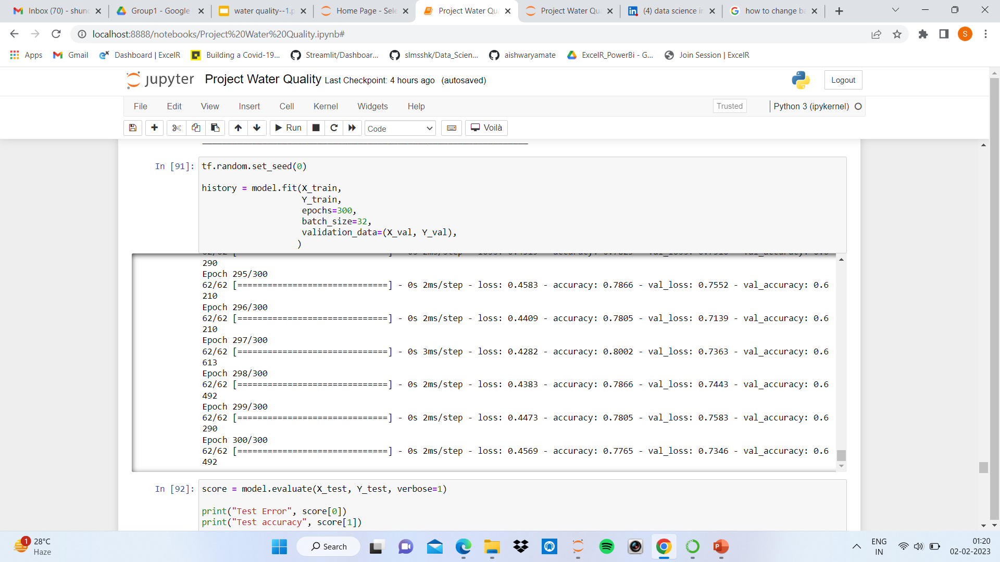 Inbox (70) - shun
Group1 - Google
water quality--1.p
Home Page - Sele
Project Water Qu
Project Water Qu
(4) data science in
how to change ba
localhost:8888/notebooks/Project%20Water%20Quality.ipynb#
S
Apps
Gmail
Dashboard | ExcelR
Building a Covid-19...
Streamlit/Dashboar...
slmsshk/Data_Scien...
aishwaryamate
ExcelR_PowerBi - G...
Join Session | ExcelR
jupyter Project Water Quality Last Checkpoint: 4 hours ago (autosaved)
Logout
File Edit View Insert Cell Kernel Widgets Help
Trusted
Python 3 (ipykernel)
Run
Code
Voilà
In [91]: tf.random.set_seed(0)
history = model.fit(X_train,
Y_train,
epochs=300,
batch_size=32,
validation_data=(X_val, Y_val),
)
290
Epoch 295/300
62/62 [==============================] - 0s 2ms/step - loss: 0.4583 - accuracy: 0.7866 - val_loss: 0.7552 - val_accuracy: 0.6
210
Epoch 296/300
62/62 [==============================] - 0s 2ms/step - loss: 0.4409 - accuracy: 0.7805 - val_loss: 0.7139 - val_accuracy: 0.6
210
Epoch 297/300
62/62 [==============================] - 0s 3ms/step - loss: 0.4282 - accuracy: 0.8002 - val_loss: 0.7363 - val_accuracy: 0.6
613
Epoch 298/300
62/62 [==============================] - 0s 2ms/step - loss: 0.4383 - accuracy: 0.7866 - val_loss: 0.7443 - val_accuracy: 0.6
492
Epoch 299/300
62/62 [==============================] - 0s 2ms/step - loss: 0.4473 - accuracy: 0.7805 - val_loss: 0.7583 - val_accuracy: 0.6
290
Epoch 300/300
62/62 [==============================] - 0s 2ms/step - loss: 0.4569 - accuracy: 0.7765 - val_loss: 0.7346 - val_accuracy: 0.6
492
In [92]: score = model.evaluate(X_test, Y_test, verbose=1)
print("Test Error", score[0])
print("Test accuracy", score[1])
1
28°C
Haze
Search
ENG
IN
01:20
02-02-2023